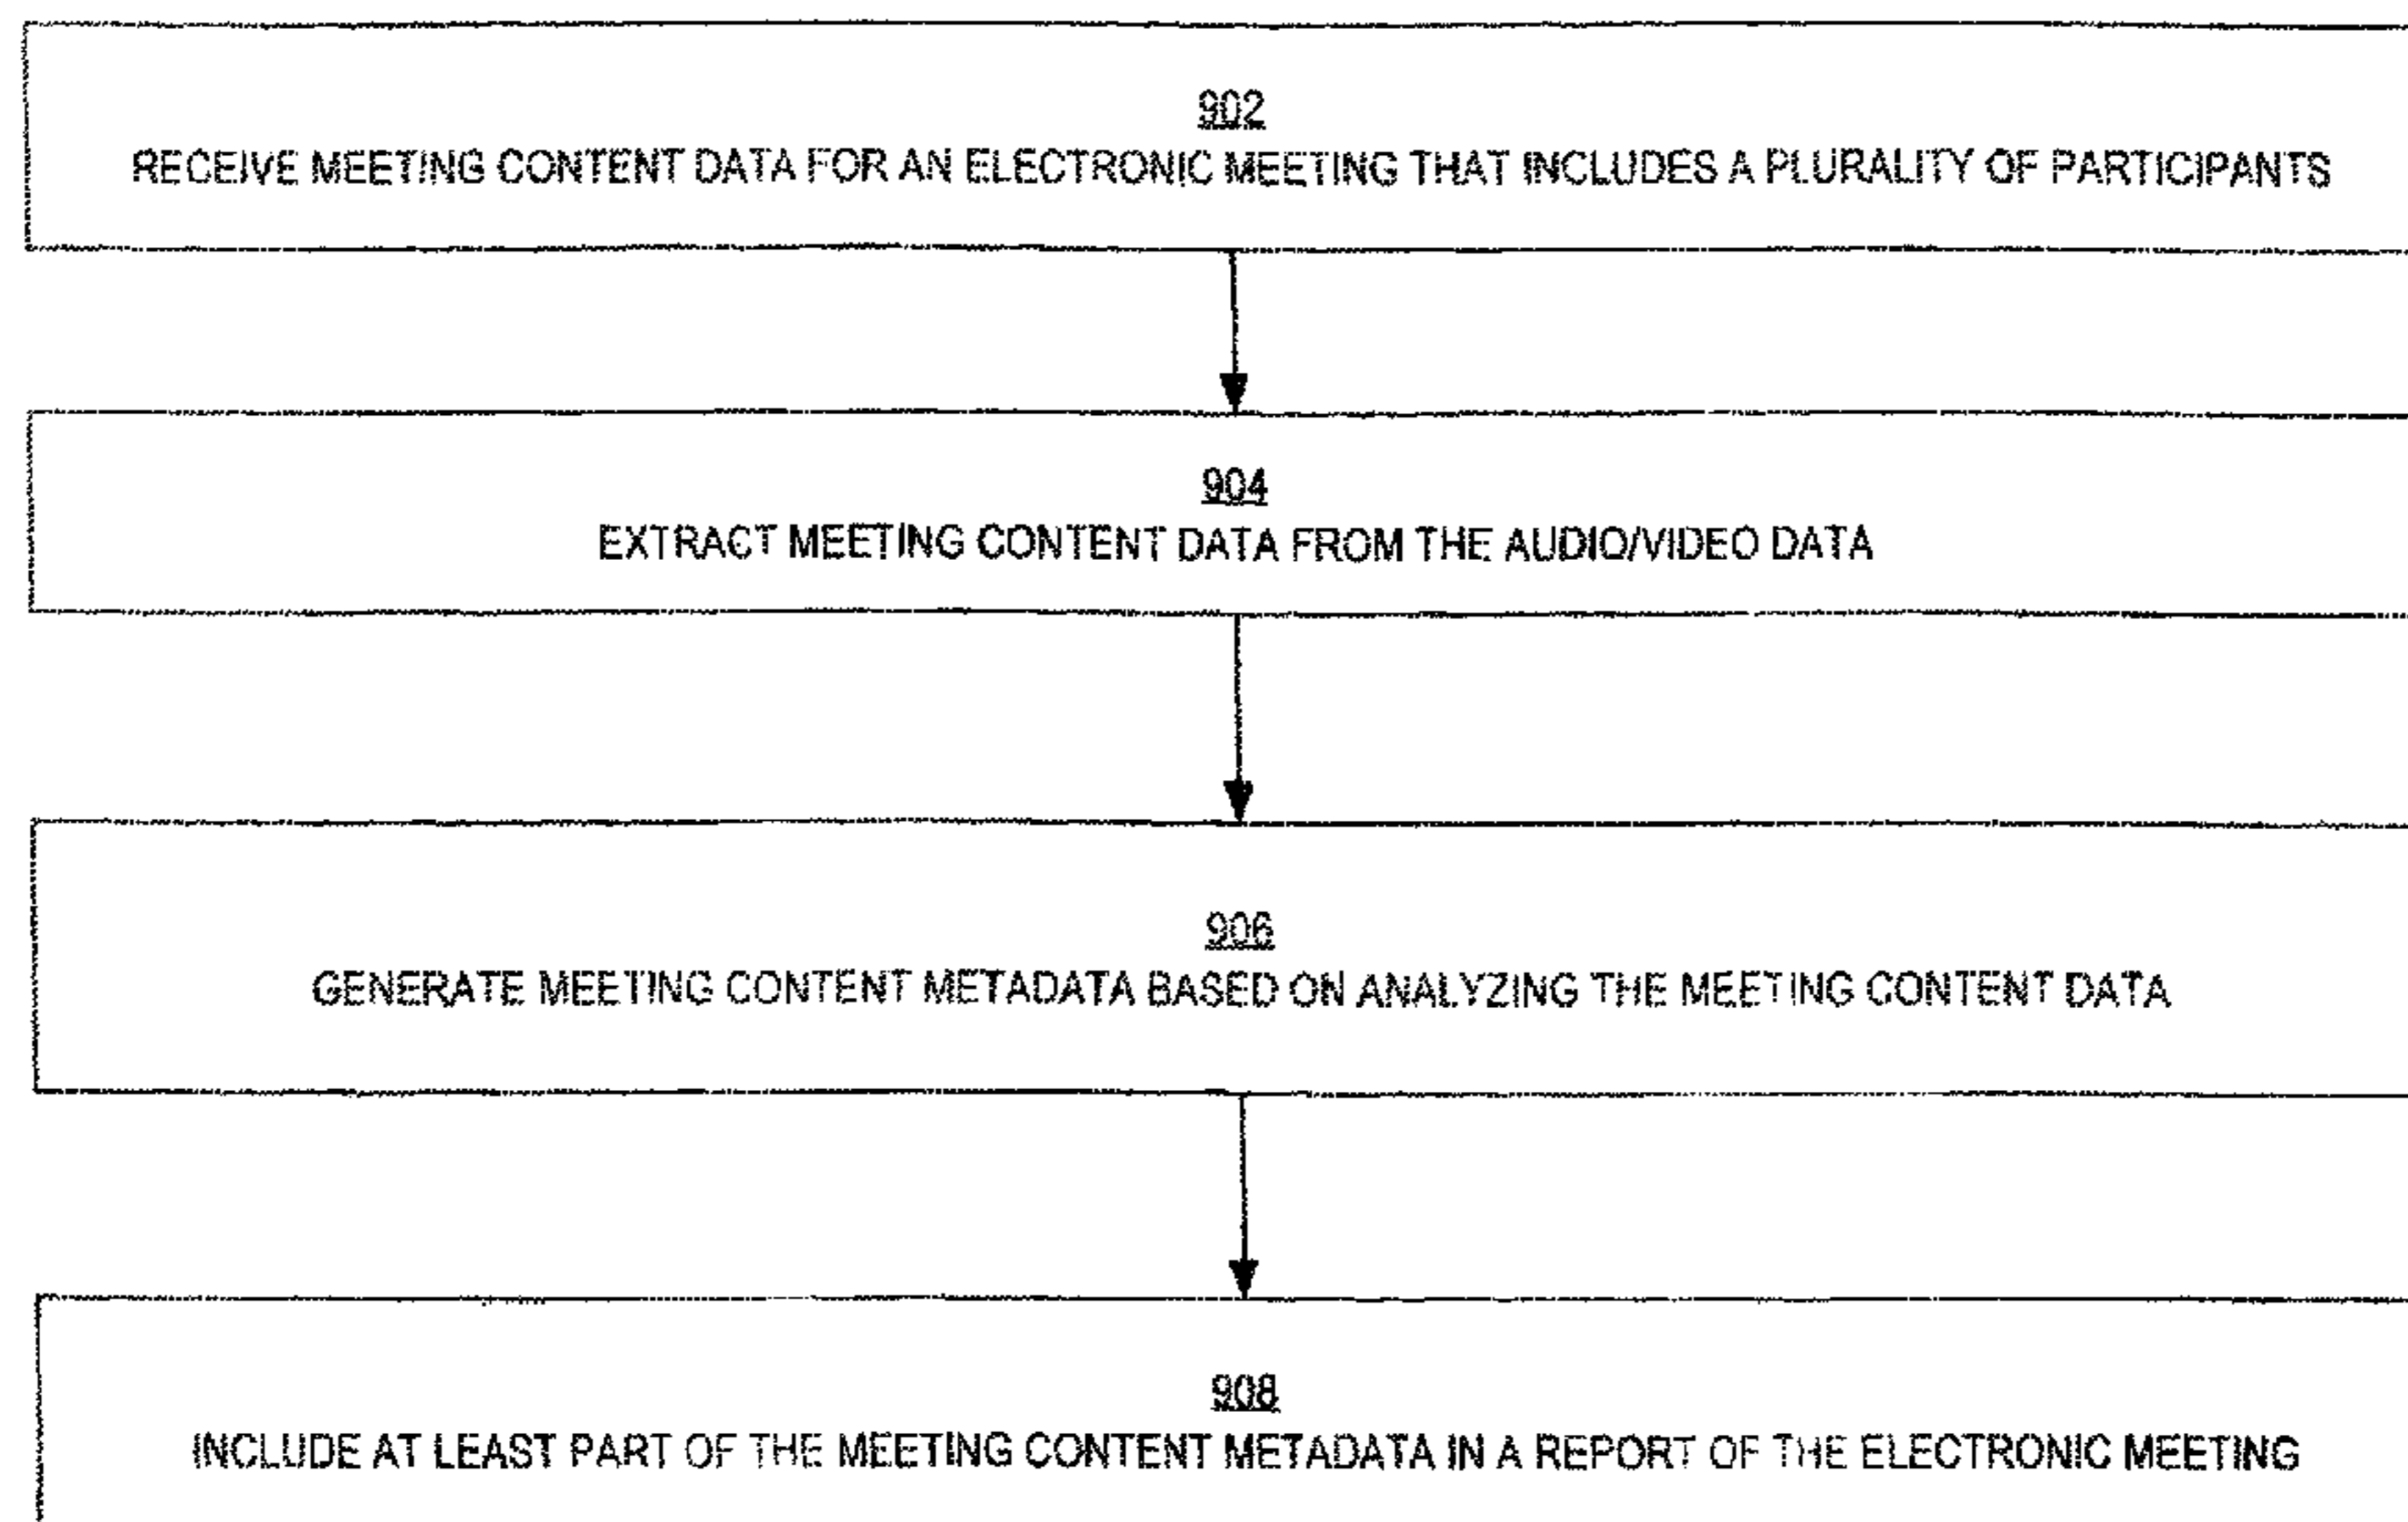 902
RECEIVE MEETING CONTENT DATA FOR AN ELECTRONIC MEETING THAT INCLUDES A PLURALITY OF PARTICIPANTS
904
EXTRACT MEETING CONTENT DATA FROM THE AUDIO/VIDEO DATA
906
GENERATE MEETING CONTENT METADATA BASED ON ANALYZING THE MEETING CONTENT DATA
908
INCLUDE AT LEAST PART OF THE MEETING CONTENT METADATA IN A REPORT OF THE ELECTRONIC MEETING